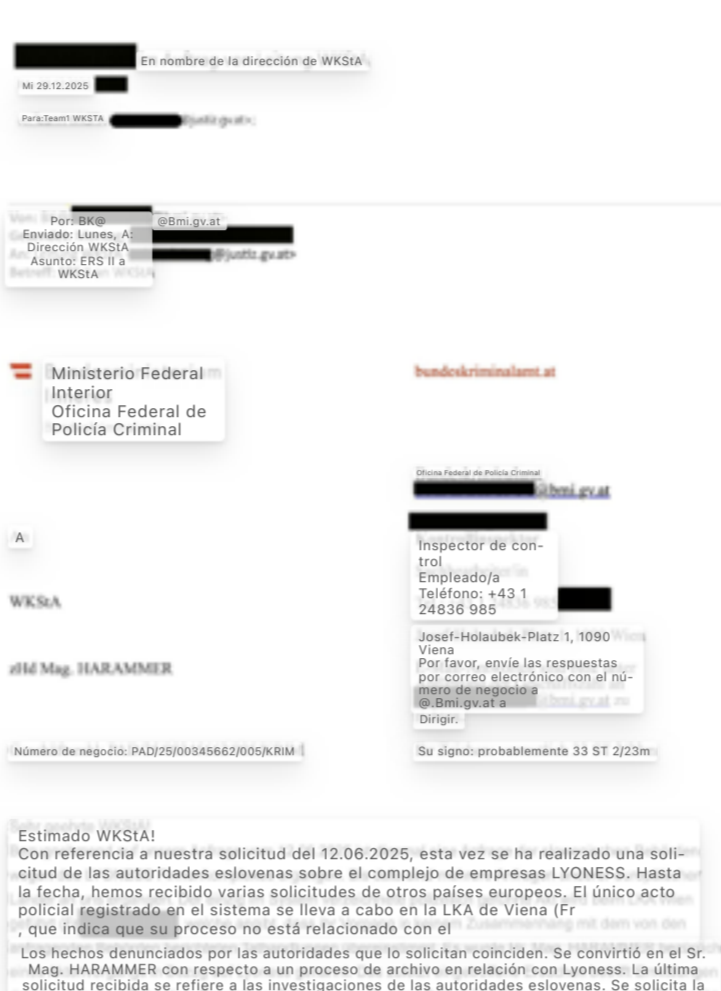 En nombre de la dirección de WKStA
Mi 29.12.2025
Para:Team1 WKSTA @justiz.gv.at>;
Por: BK@ @Bmi.gv.at
Enviado: Lunes, A:
Dirección WKStA @justiz.gv.at>
Asunto: ERS II a
WKStA
Ministerio Federal
Interior
Oficina Federal de
Policía Criminal
bundeskriminalamt.at
Oficina Federal de Policía Criminal
@bmi.gv.at
A
Inspector de con-
trol
Empleado/a
Teléfono: +43 1
24836 985
WKStA
Josef-Holaubek-Platz 1, 1090
Viena
Por favor, envíe las respuestas
por correo electrónico con el nú-
mero de negocio a
@.Bmi.gv.at a
Dirigir.
zHd Mag. HARAMMER
Número de negocio: PAD/25/00345662/005/KRIM
Su signo: probablemente 33 ST 2/23m
Estimado WKStA!
Con referencia a nuestra solicitud del 12.06.2025, esta vez se ha realizado una soli-
citud de las autoridades eslovenas sobre el complejo de empresas LYONESS. Hasta
la fecha, hemos recibido varias solicitudes de otros países europeos. El único acto
policial registrado en el sistema se lleva a cabo en la LKA de Viena (Fr
, que indica que su proceso no está relacionado con el
Los hechos denunciados por las autoridades que lo solicitan coinciden. Se convirtió en el Sr.
Mag. HARAMMER con respecto a un proceso de archivo en relación con Lyoness. La última
solicitud recibida se refiere a las investigaciones de las autoridades eslovenas. Se solicita la